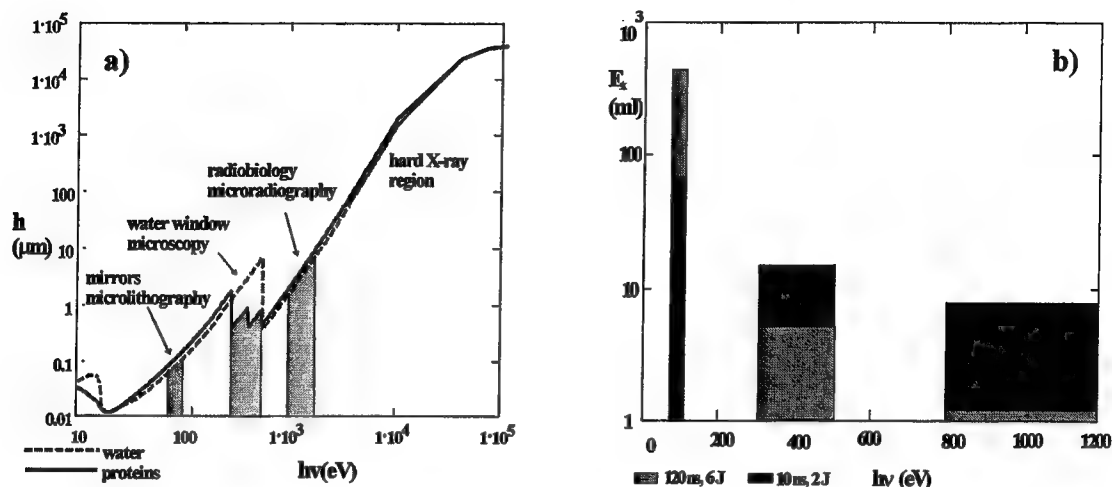 a)
1·10⁵
1·10⁴
1·10³
100
10
1
0.1
0.01
h
(μm)
mirrors
microlithography
water window
microscopy
radiobiology
microradiography
hard X-ray
region
10
100
1·10³
1·10⁴
1·10⁵
hν(eV)
water
proteins
b)
10³
Eₓ
(mJ)
100
10
1
0
200
400
600
800
1000
1200
hν (eV)
120 ns, 6 J
10 ns, 2 J